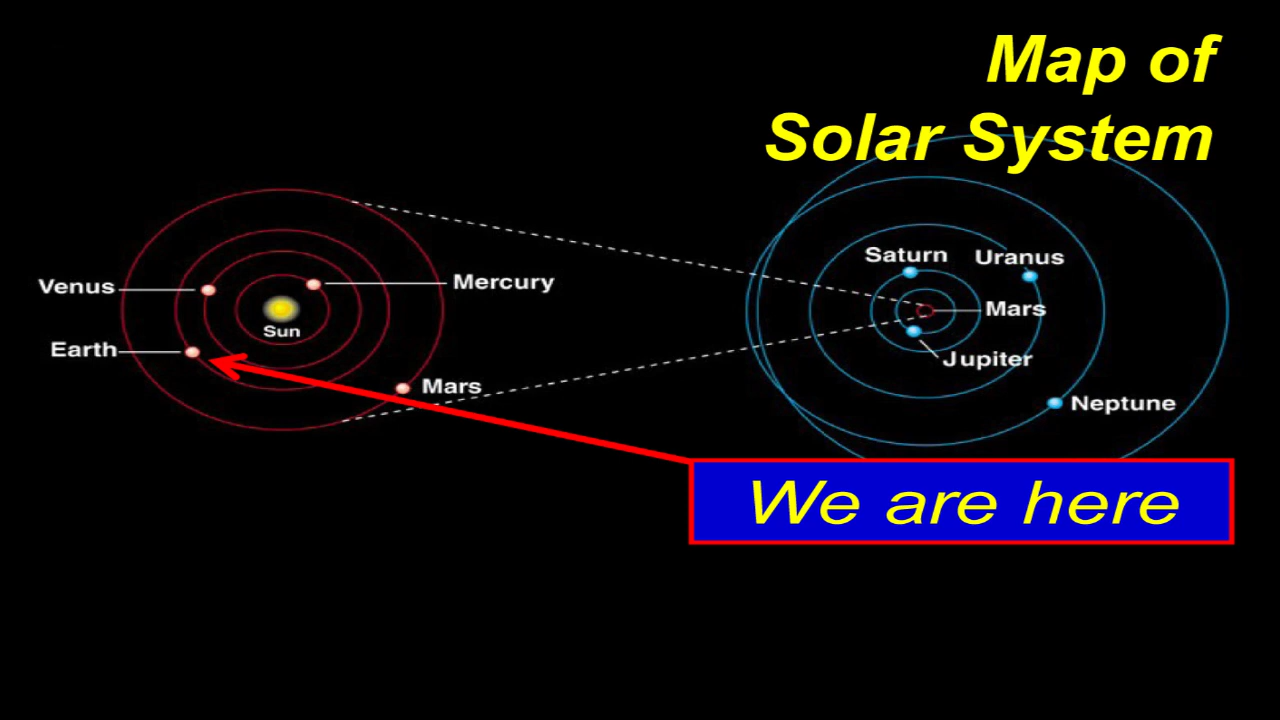 Map of
Solar System
Saturn
Uranus
Venus
Mercury
Mars
Sun
Earth
Jupiter
Mars
Neptune
We are here